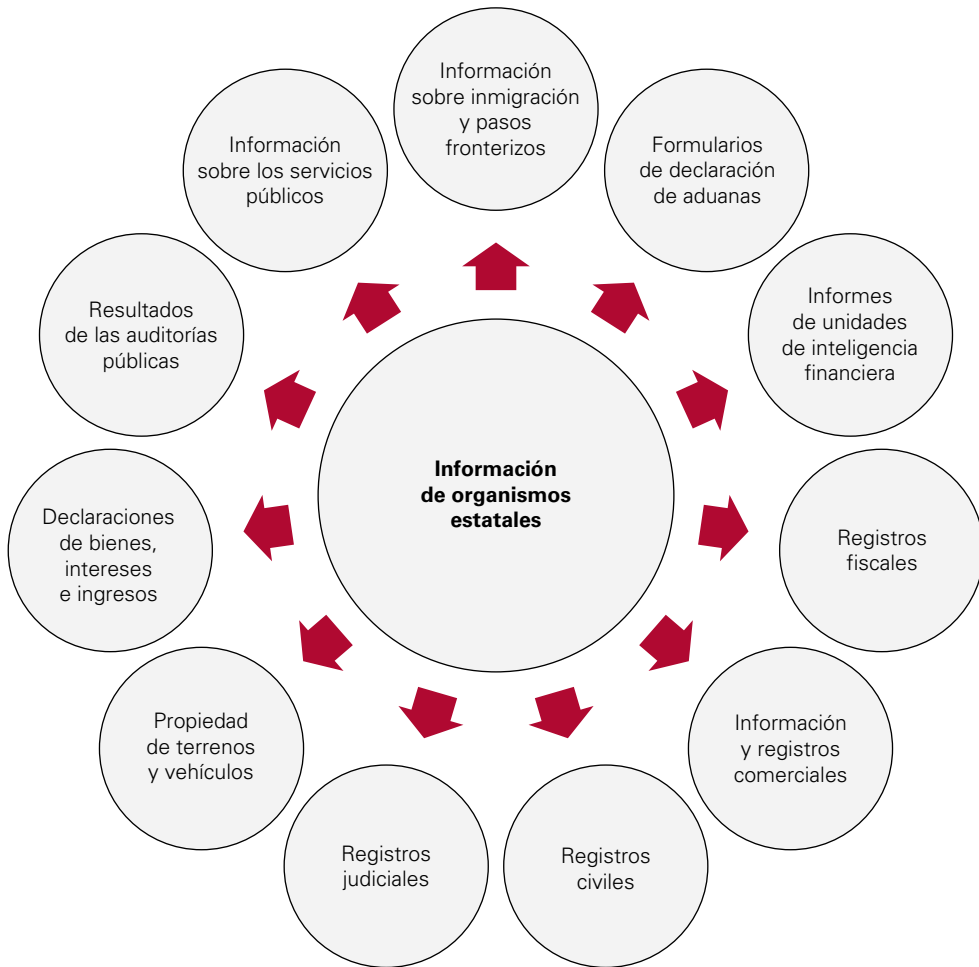 Información
sobre inmigración
y pasos
fronterizos
Formularios
de declaración
de aduanas
Informes
de unidades
de inteligencia
financiera
Registros
fiscales
Información
y registros
comerciales
Registros
civiles
Registros
judiciales
Propiedad
de terrenos
y vehículos
Declaraciones
de bienes,
intereses
e ingresos
Resultados
de las auditorías
públicas
Información
sobre los servicios
públicos
Información
de organismos
estatales